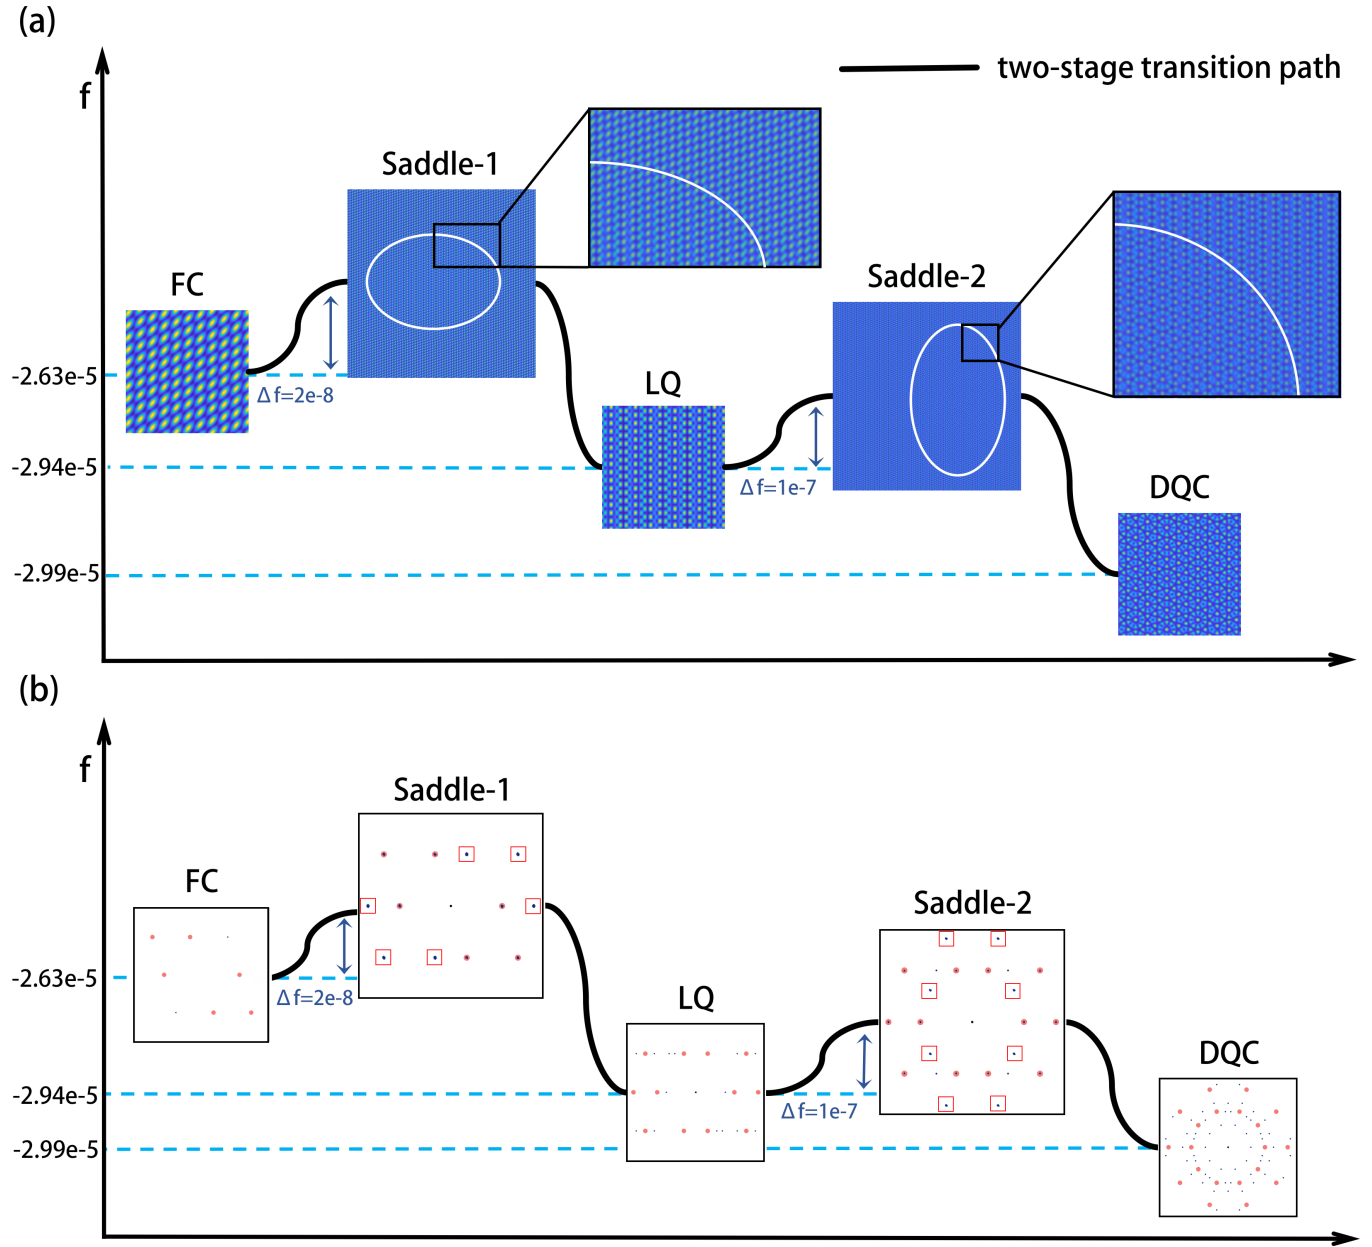 (a)
f
two-stage transition path
Saddle-1
FC
Saddle-2
-2.63e-5
Δf=2e-8
LQ
-2.94e-5
Δf=1e-7
DQC
-2.99e-5
(b)
f
Saddle-1
FC
Saddle-2
-2.63e-5
Δf=2e-8
LQ
DQC
-2.94e-5
Δf=1e-7
-2.99e-5